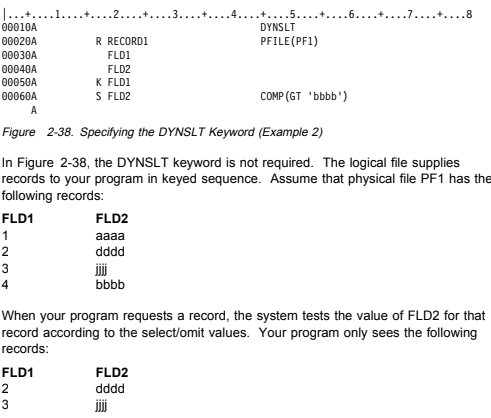 |...+....1....+....2....+....3....+....4....+....5....+....6....+....7....+....8
00010A                                      DYNSLT
00020A          R RECORD1                   PFILE(PF1)
00030A            FLD1
00040A            FLD2
00050A          K FLD1
00060A          S FLD2                      COMP(GT 'bbbb')
     A
Figure 2-38. Specifying the DYNSLT Keyword (Example 2)
In Figure 2-38, the DYNSLT keyword is not required. The logical file supplies
records to your program in keyed sequence. Assume that physical file PF1 has the
following records:
FLD1 FLD2
1 aaaa
2 dddd
3 jjjj
4 bbbb
When your program requests a record, the system tests the value of FLD2 for that
record according to the select/omit values. Your program only sees the following
records:
FLD1 FLD2
2 dddd
3 jjjj